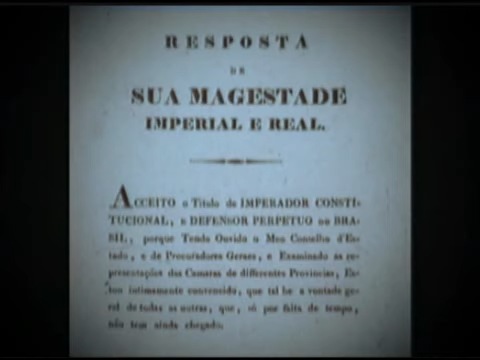 RESPOSTA
DE
SUA MAGESTADE
IMPERIAL E REAL.
ACCEITO o Titulo de IMPERADOR CONSTI-
TUCIONAL, e DEFENSOR PERPETUO DO BRA-
SIL, porque Tendo Ouvido o Meu Conselho d'Es-
tado, e de Procuradores Geraes, e Examinado as re-
presentações das Camaras de differentes Provincias, Es-
tou intimamente convencido, que tal he a vontade ge-
ral de todas as outras, que, só por falta de tempo,
não tem ainda chegado.